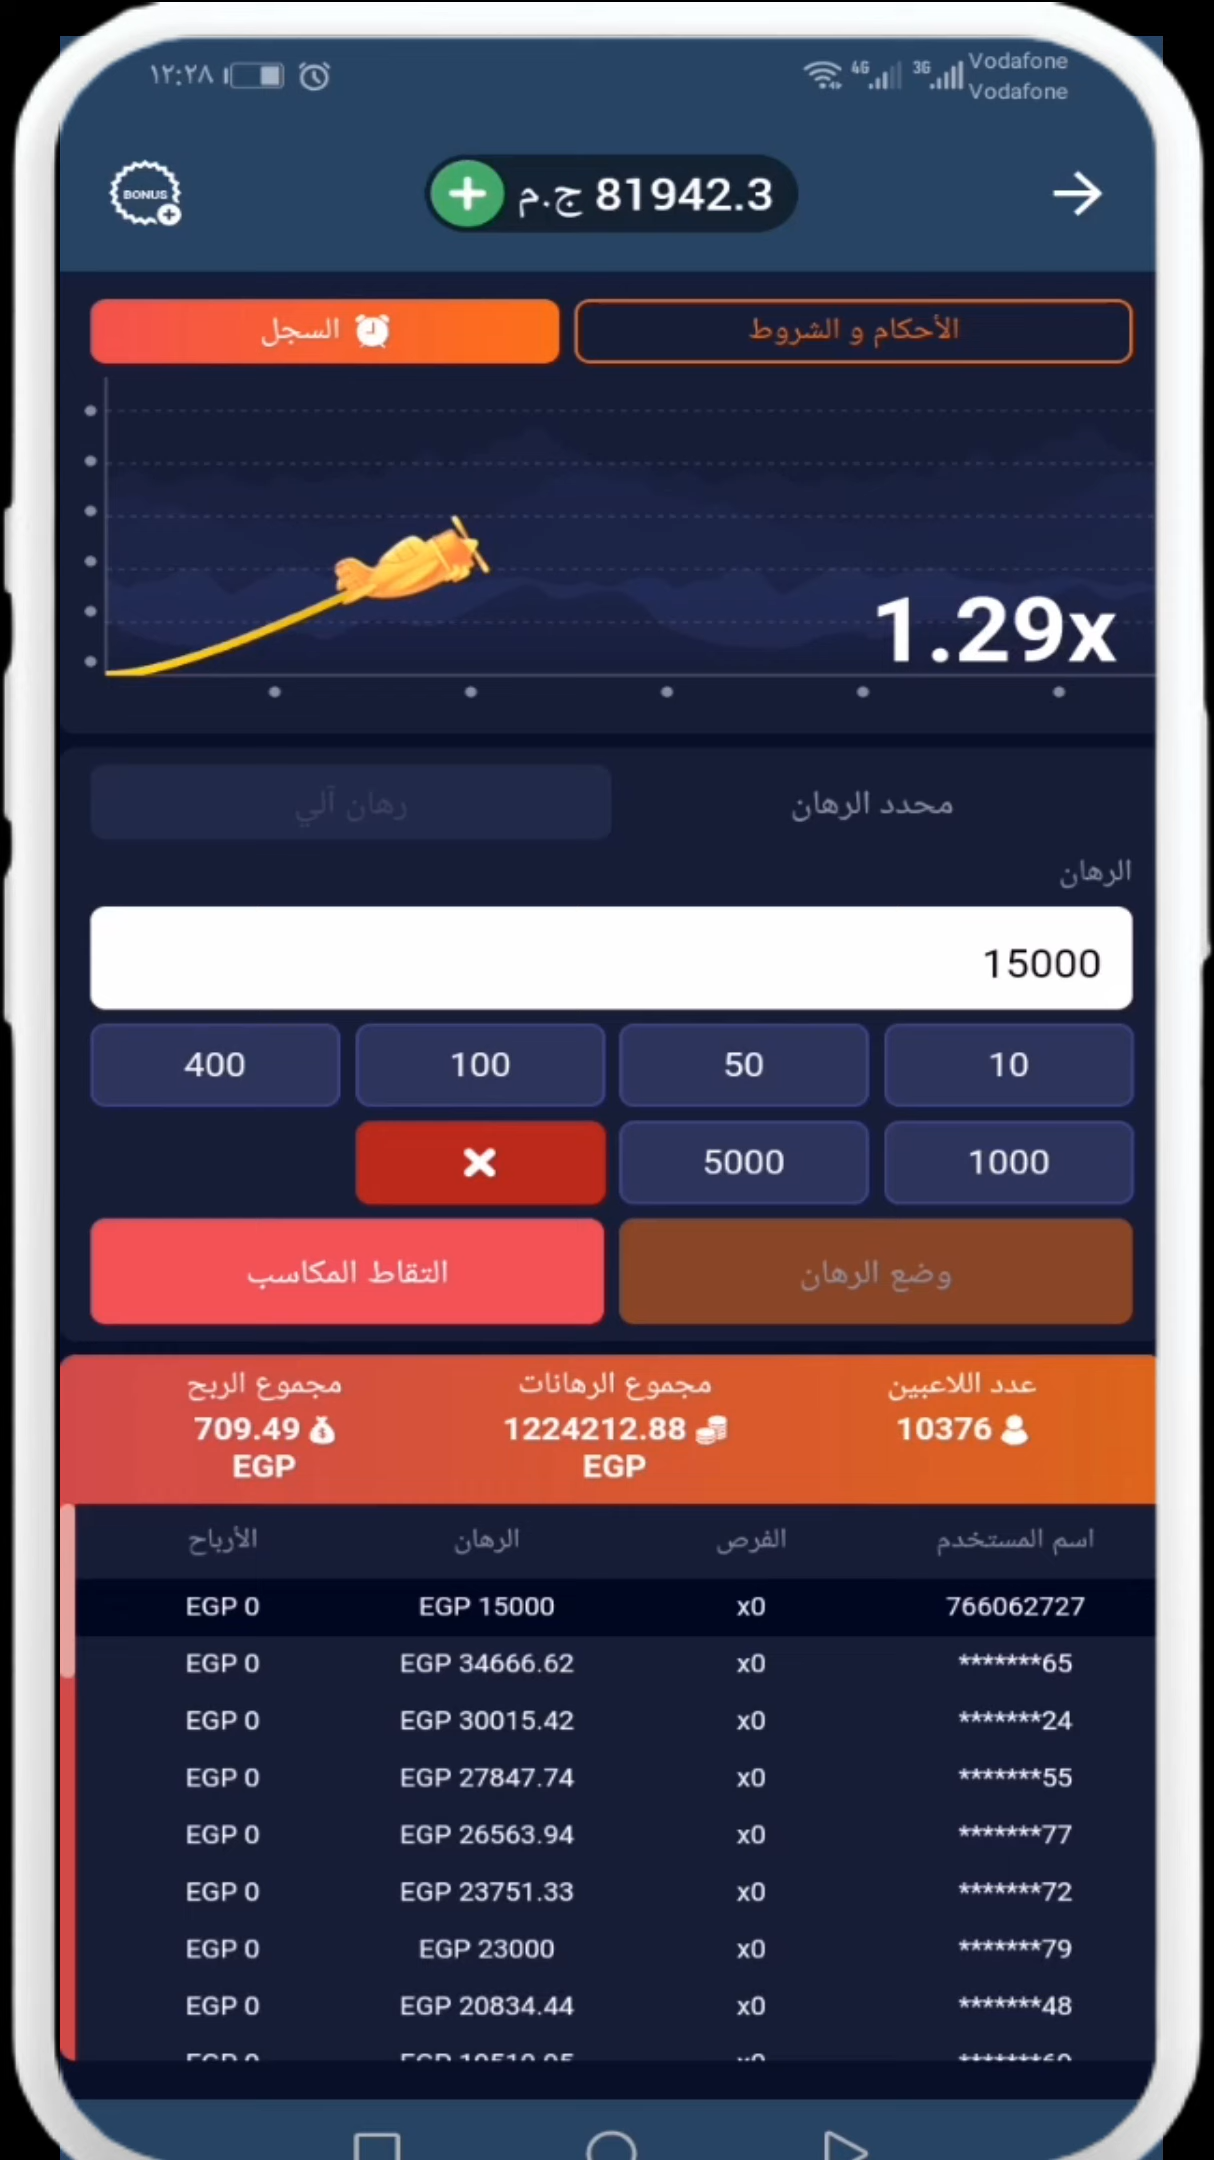 ١٢:٢٨
4G 3G Vodafone
Vodafone
BONUS
81942.3 ج.م
الأحكام و الشروط
السجل
1.29x
محدد الرهان
رهان آلي
الرهان
15000
10 50 100 400
1000 5000
وضع الرهان
التقاط المكاسب
عدد اللاعبين مجموع الرهانات مجموع الربح
10376 1224212.88 709.49
EGP EGP
اسم المستخدم الفرص الرهان الأرباح
766062727 x0 EGP 15000 EGP 0
*******65 x0 EGP 34666.62 EGP 0
*******24 x0 EGP 30015.42 EGP 0
*******55 x0 EGP 27847.74 EGP 0
*******77 x0 EGP 26563.94 EGP 0
*******72 x0 EGP 23751.33 EGP 0
*******79 x0 EGP 23000 EGP 0
*******48 x0 EGP 20834.44 EGP 0